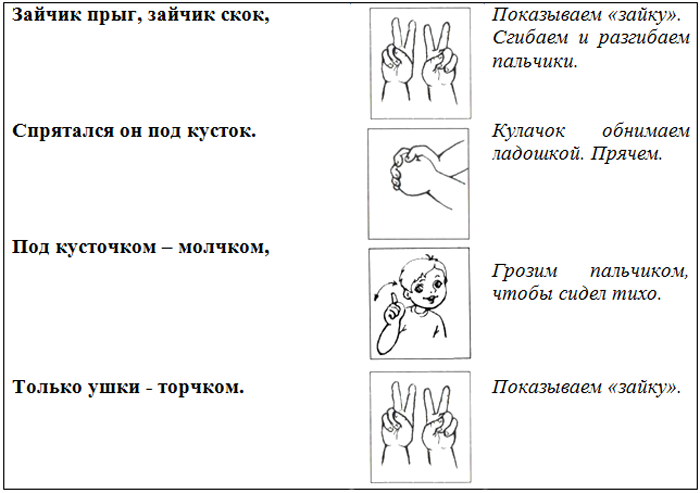 Зайчик прыг, зайчик скок,
Показываем «зайку».
Сгибаем и разгибаем
пальчики.
Спрятался он под кусток.
Кулачок обнимаем
ладошкой. Прячем.
Под кусточком – молчком,
Грозим пальчиком,
чтобы сидел тихо.
Только ушки - торчком.
Показываем «зайку».